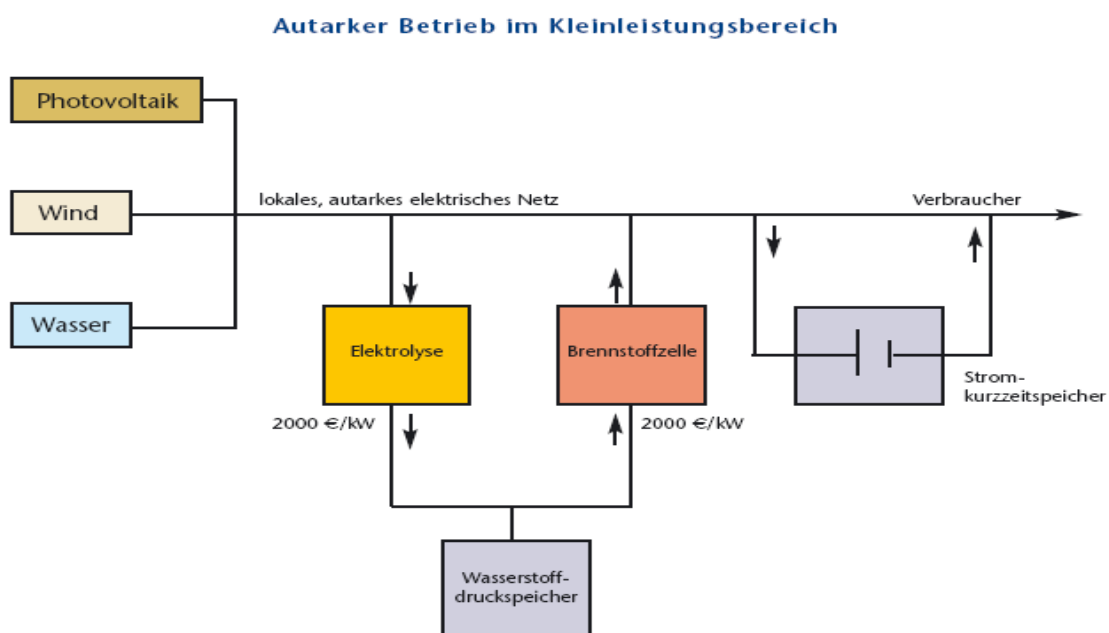 Autarker Betrieb im Kleinleistungsbereich
Photovoltaik
Wind
lokales, autarkes elektrisches Netz
Verbraucher
Wasser
Elektrolyse
Brennstoffzelle
Strom-
kurzzeitspeicher
2000 €/kW
2000 €/kW
Wasserstoff-
druckspeicher